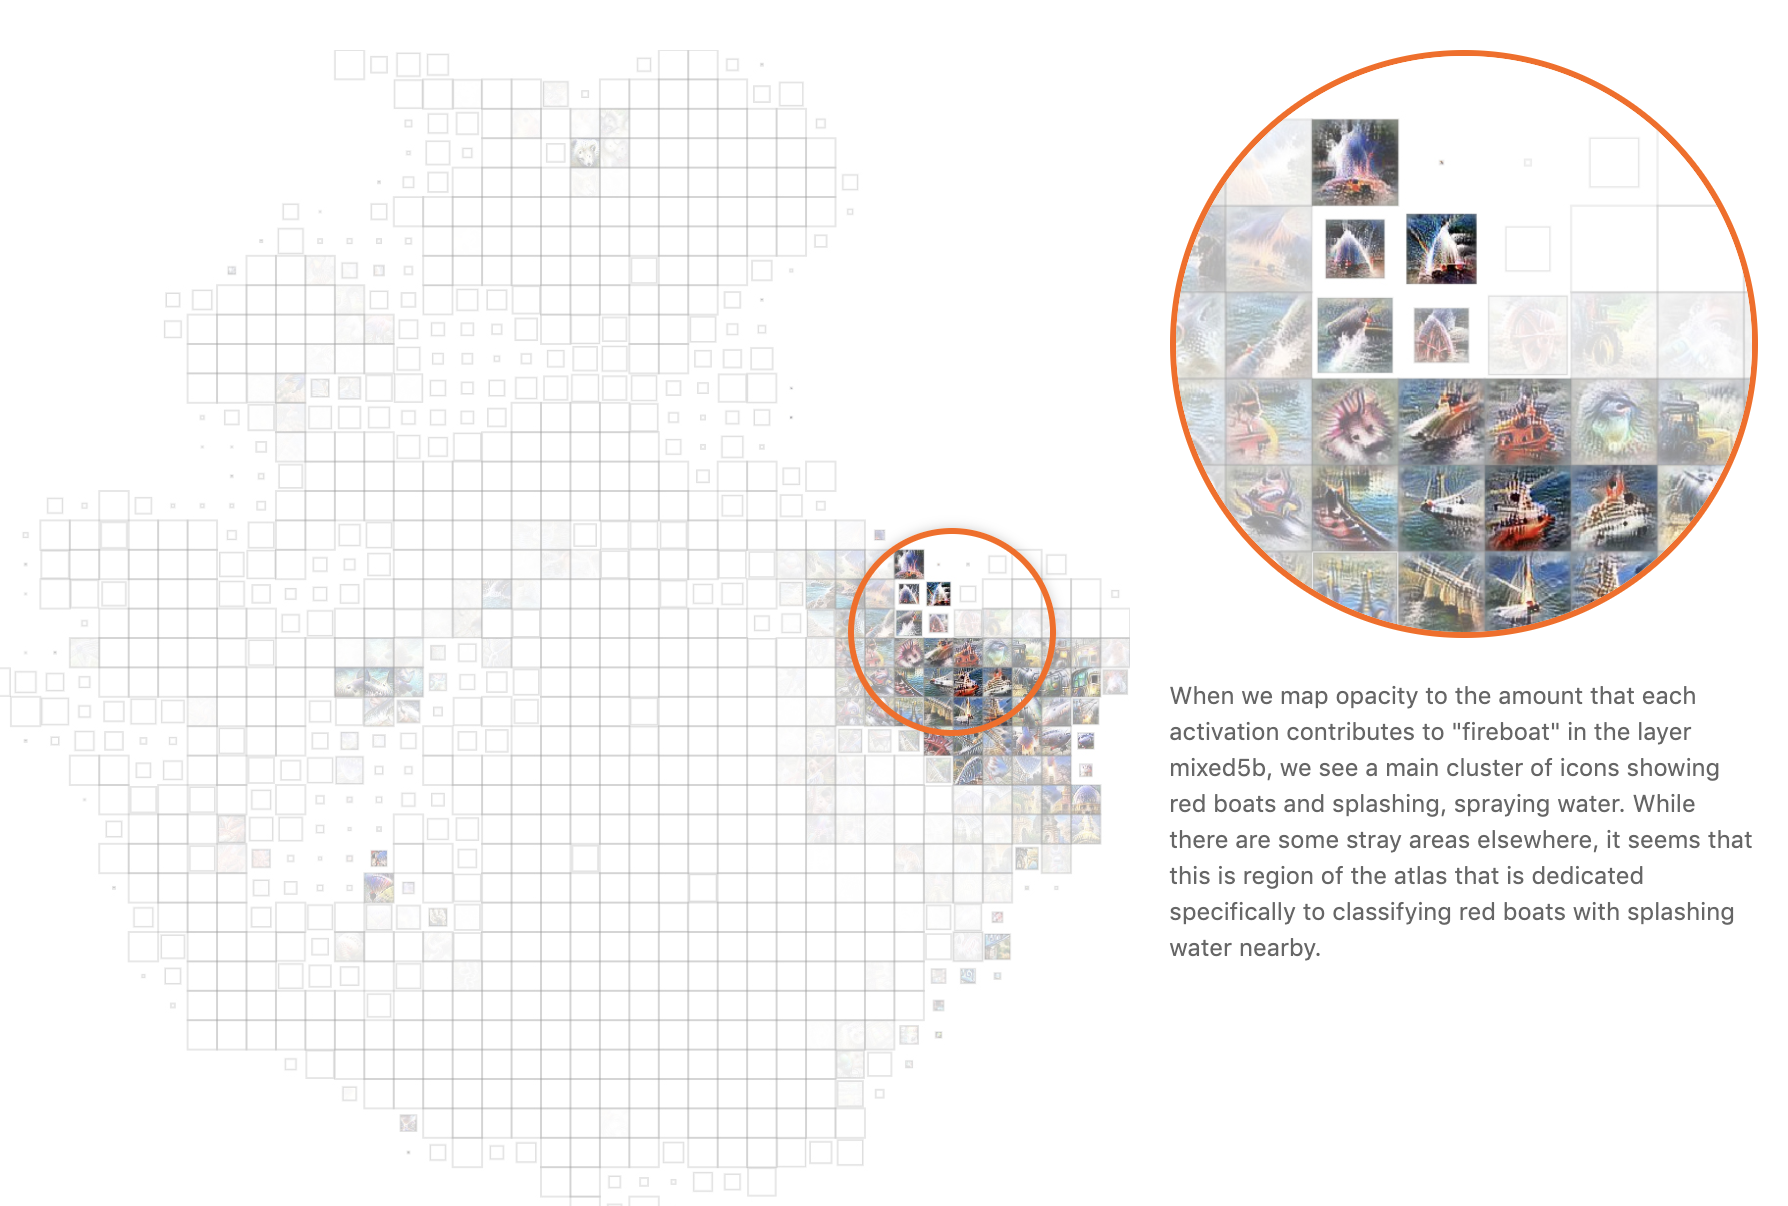 When we map opacity to the amount that each
activation contributes to "fireboat" in the layer
mixed5b, we see a main cluster of icons showing
red boats and splashing, spraying water. While
there are some stray areas elsewhere, it seems that
this is region of the atlas that is dedicated
specifically to classifying red boats with splashing
water nearby.